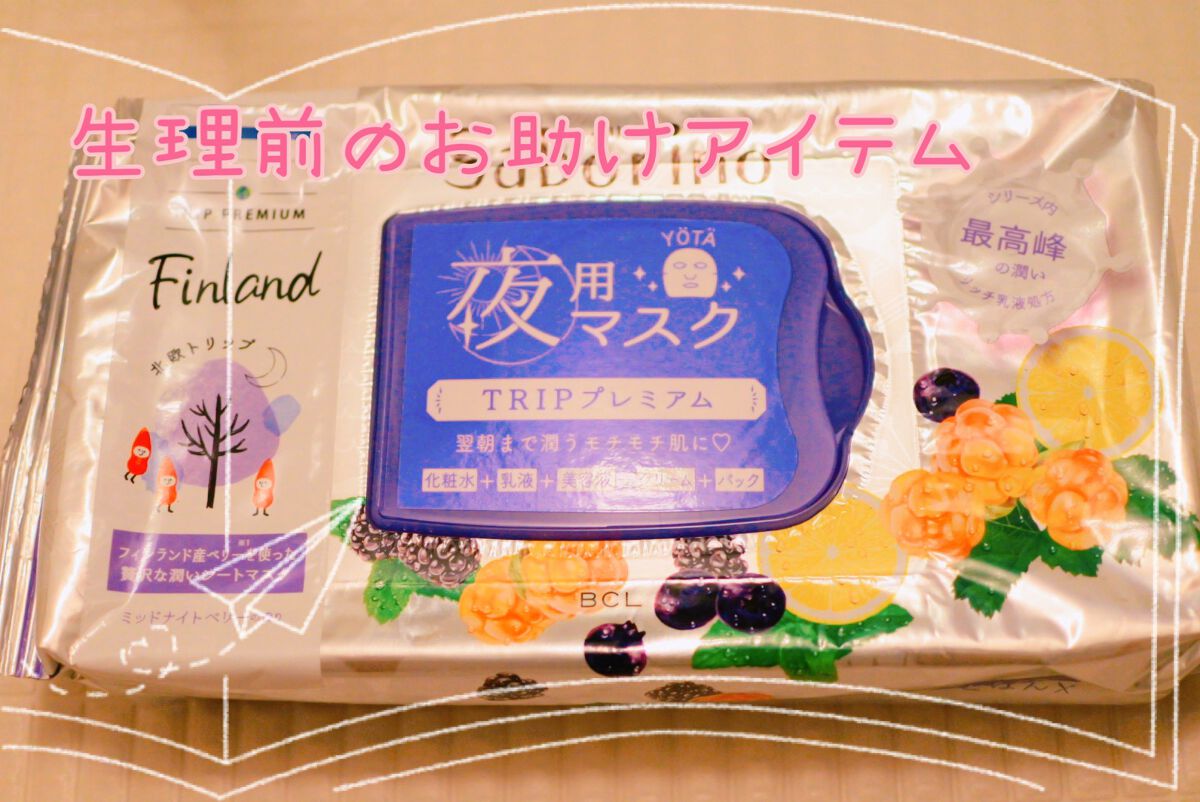 生理前のお助けアイテム
Saborino
TRIP PREMIUM
Finland
北欧トリップ
※1
フィンランド産ベリーを使った
贅沢な潤いシートマスク
ミッドナイトベリーの香り
YÖTÄ
夜用
マスク
TRIPプレミアム
翌朝まで潤うモチモチ肌に♡
化粧水+乳液+美容液+クリーム+パック
BCL
シリーズ内
最高峰
の潤い
リッチ乳液処方